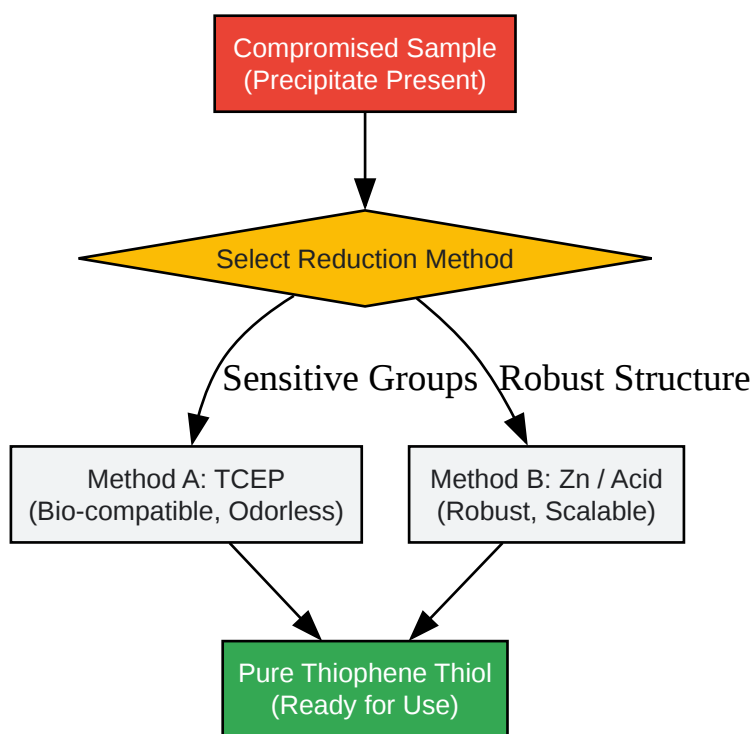 Compromised Sample
(Precipitate Present)
Select Reduction Method
Sensitive Groups
Robust Structure
Method A: TCEP
(Bio-compatible, Odorless)
Method B: Zn / Acid
(Robust, Scalable)
Pure Thiophene Thiol
(Ready for Use)